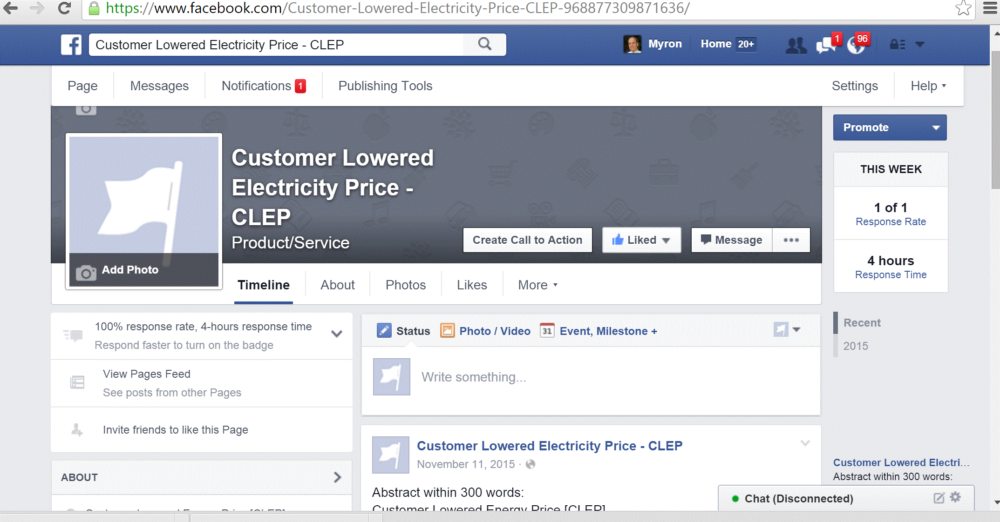 https://www.facebook.com/Customer-Lowered-Electricity-Price-CLEP-968877309871636/
Customer Lowered Electricity Price - CLEP
Myron
Home 20+
1
96
Page
Messages
Notifications 1
Publishing Tools
Settings
Help
Customer Lowered
Electricity Price -
CLEP
Product/Service
Add Photo
Create Call to Action
Liked
Message
Promote
THIS WEEK
1 of 1
Response Rate
4 hours
Response Time
Timeline
About
Photos
Likes
More
Recent
2015
100% response rate, 4-hours response time
Respond faster to turn on the badge
View Pages Feed
See posts from other Pages
Invite friends to like this Page
ABOUT
Customer Lowered Energy Price [CLEP]
Status
Photo / Video
31
Event, Milestone +
Write something...
Customer Lowered Electricity Price - CLEP
November 11, 2015 ·
Abstract within 300 words:
Customer Lowered Energy Price [CLEP]
Customer Lowered Electri...
Abstract within 300 words:
Chat (Disconnected)